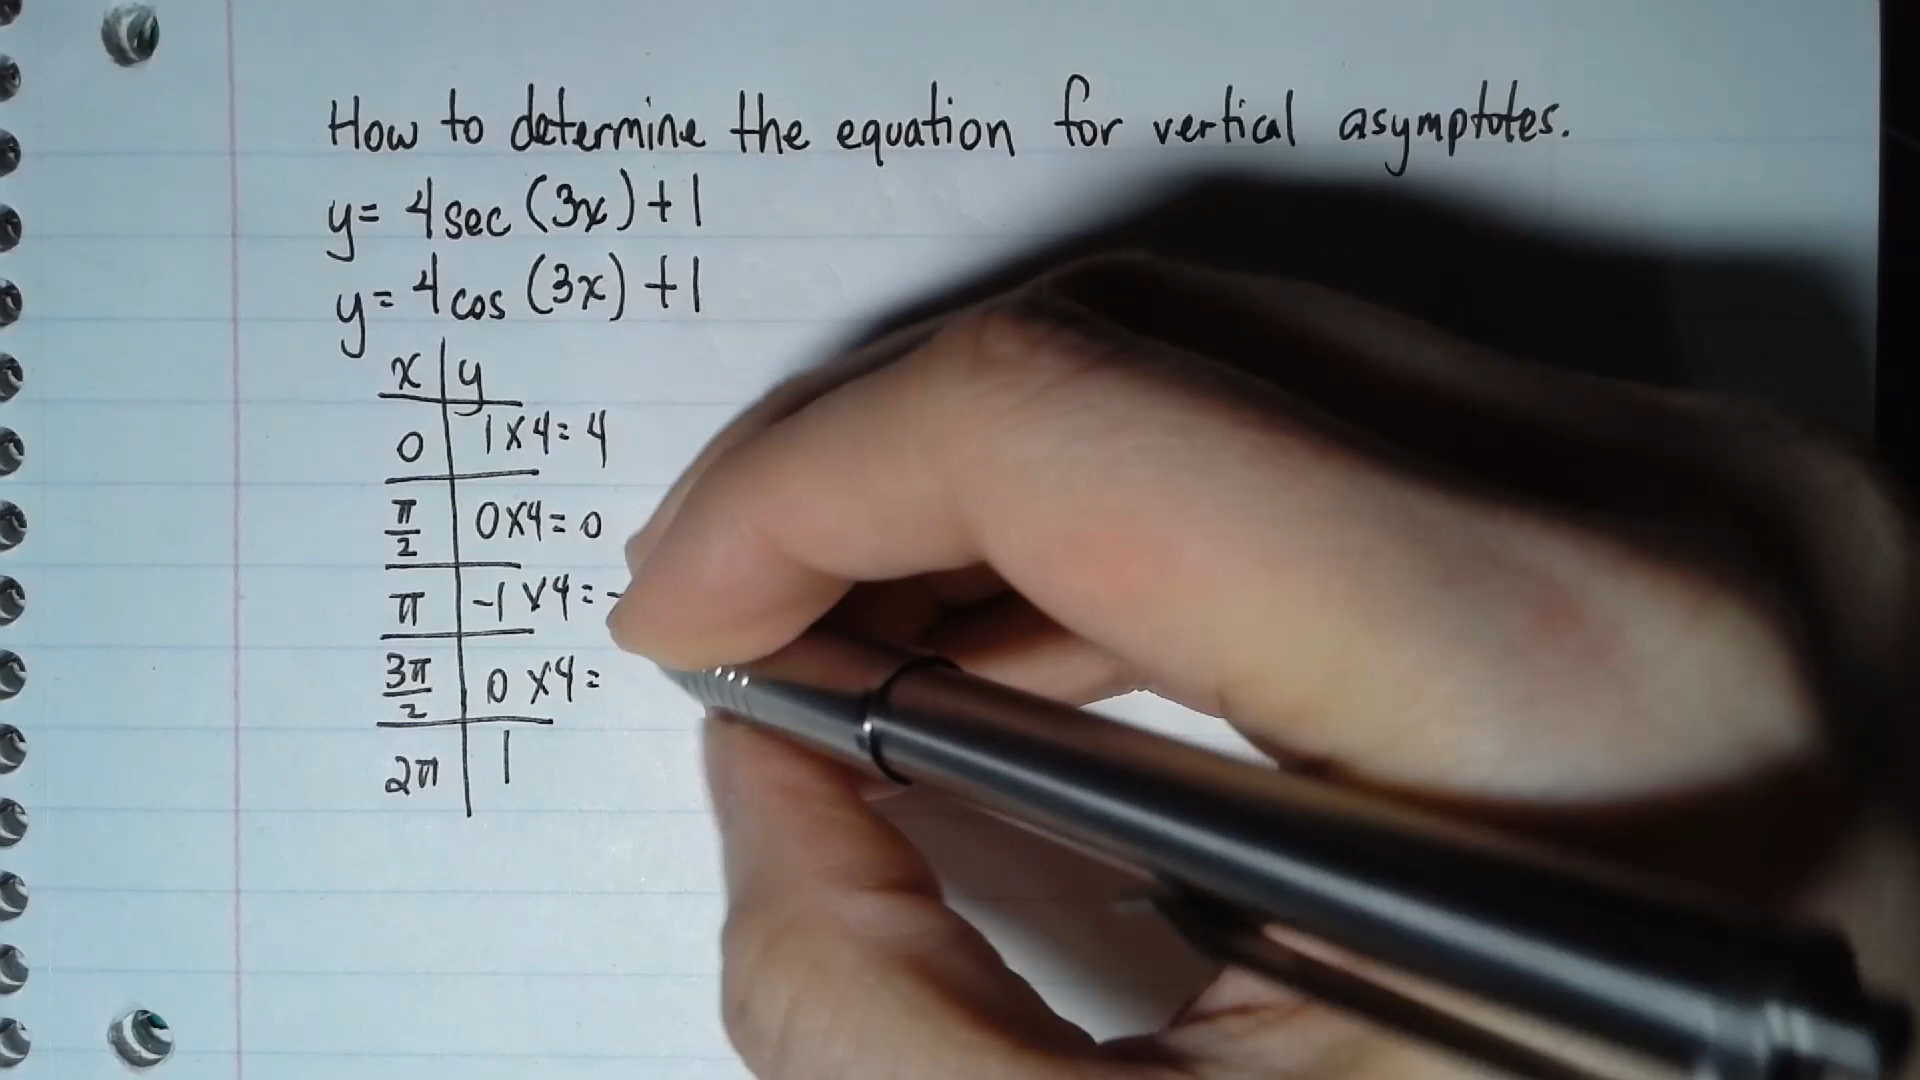 How to determine the equation for vertical asymptotes.
y= 4sec (3x)+1
y=4cos (3x) +1
x y
0 1x4=4
π/2 0x4=0
π -1x4=-
3π/2 0x4=
2π 1